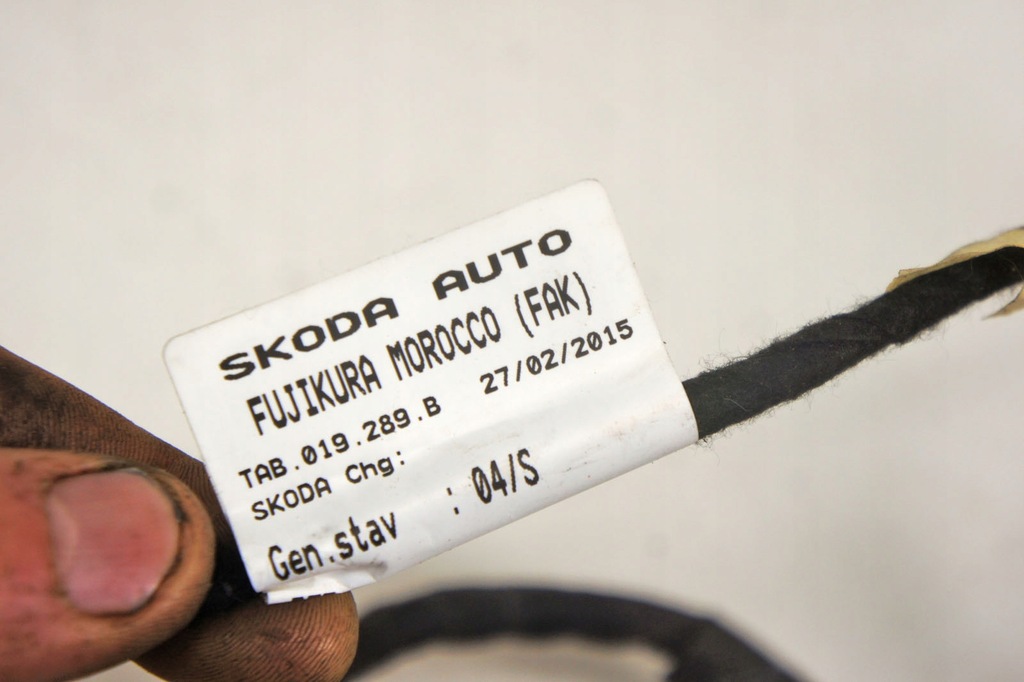 SKODA AUTO
FUJIKURA MOROCCO (FAK)
TAB.019.289.B 27/02/2015
SKODA Chg:
Gen.stav : 04/S